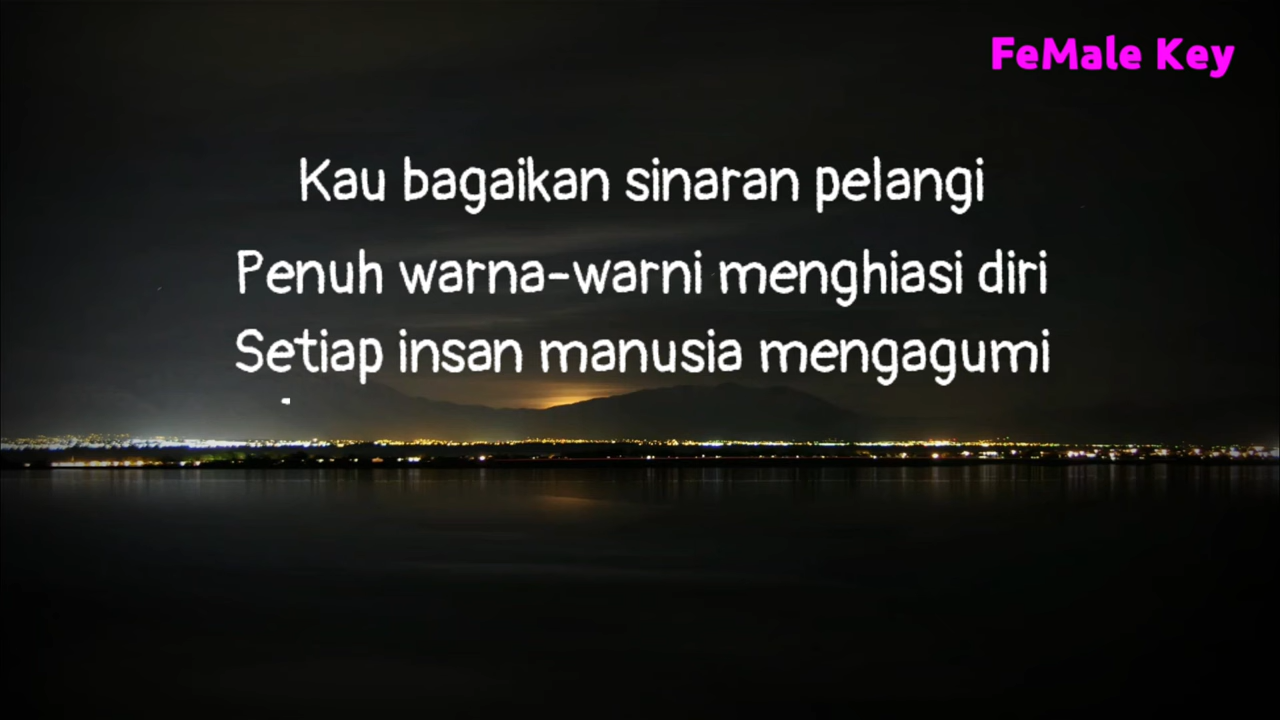 FeMale Key
Kau bagaikan sinaran pelangi
Penuh warna-warni menghiasi diri
Setiap insan manusia mengagumi